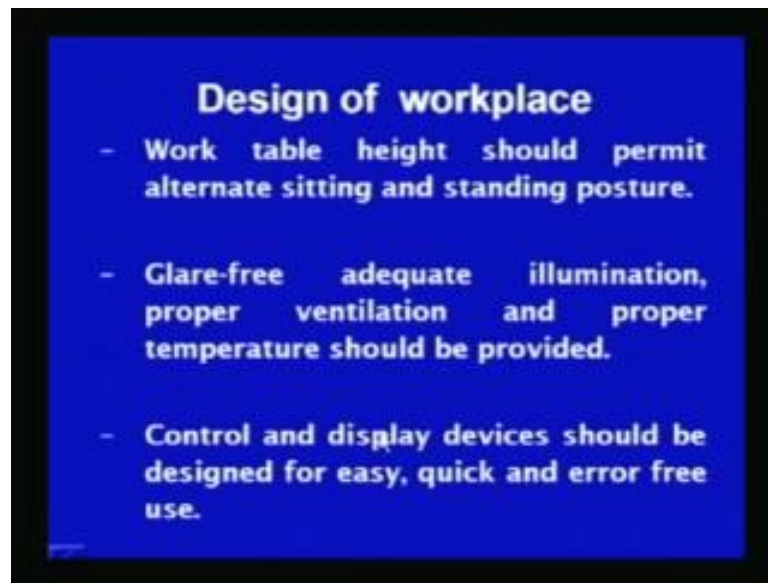 Design of workplace
– Work table height should permit
alternate sitting and standing posture.
– Glare-free adequate illumination,
proper ventilation and proper
temperature should be provided.
– Control and display devices should be
designed for easy, quick and error free
use.